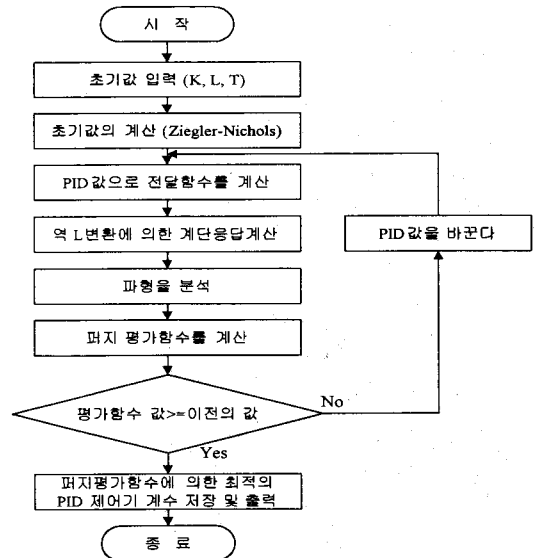 시 작
초기값 입력 (K, L, T)
초기값의 계산 (Ziegler-Nichols)
PID값으로 전달함수를 계산
역 L변환에 의한 계단응답계산
PID값을 바꾼다
파형을 분석
퍼지 평가함수를 계산
평가함수 값>=이전의 값
No
Yes
퍼지평가함수에 의한 최적의
PID 제어기 계수 저장 및 출력
종 료